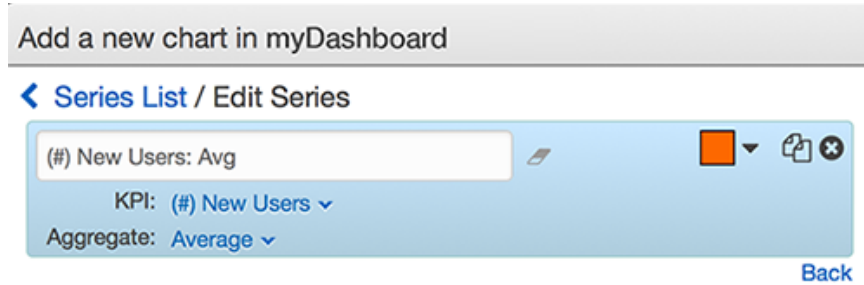 Add a new chart in myDashboard
Series List / Edit Series
(#) New Users: Avg
KPI: (#) New Users
Aggregate: Average
Back